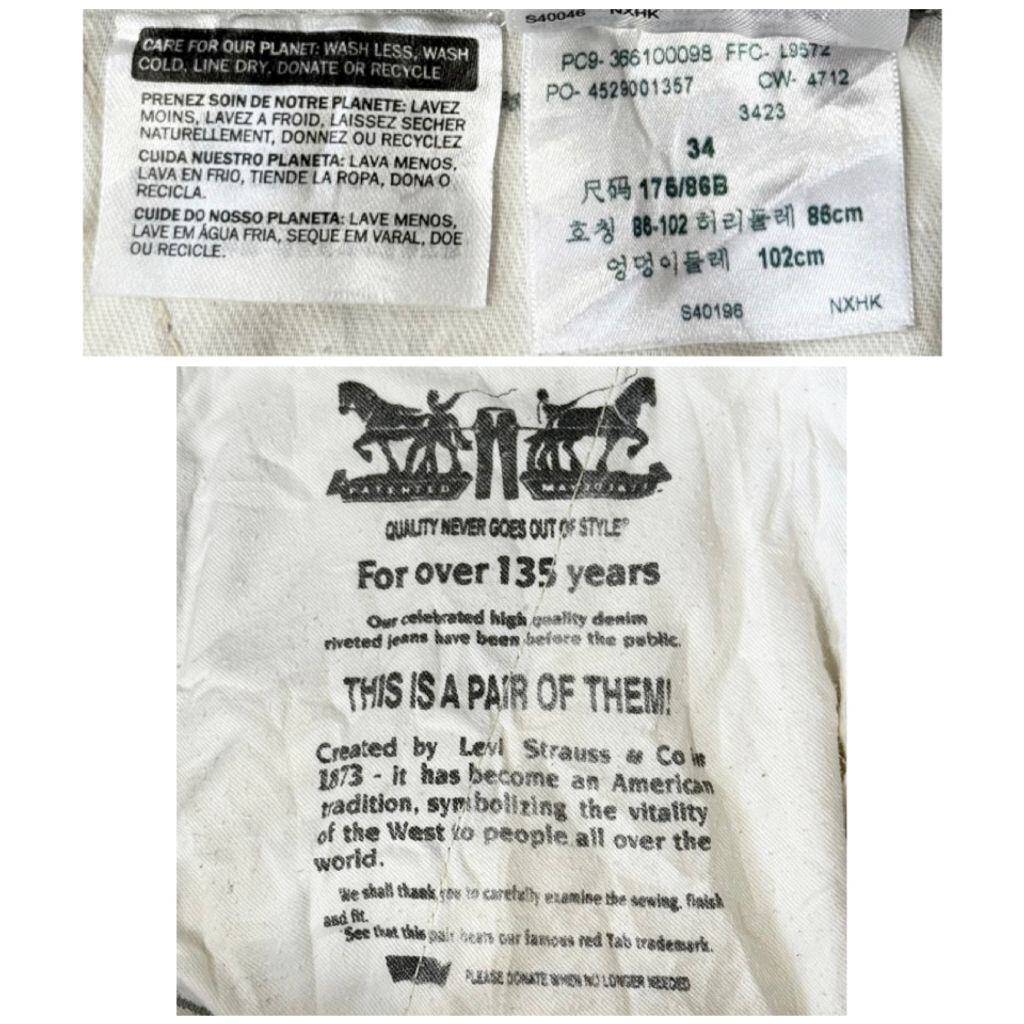 CARE FOR OUR PLANET: WASH LESS, WASH
COLD, LINE DRY, DONATE OR RECYCLE
PRENEZ SOIN DE NOTRE PLANETE: LAVEZ
MOINS, LAVEZ A FROID, LAISSEZ SECHER
NATURELLEMENT, DONNEZ OU RECYCLEZ
CUIDA NUESTRO PLANETA: LAVA MENOS,
LAVA EN FRIO, TIENDE LA ROPA, DONA O
RECICLA.
CUIDE DO NOSSO PLANETA: LAVE MENOS,
LAVE EM ÁGUA FRIA, SEQUE EM VARAL, DOE
OU RECICLE.
S40046 NXHK
PC9- 366100098 FFC- L9572
PO- 4529001357 CW- 4712
3423
34
尺码 175/86B
호칭 86-102 허리둘레 86cm
엉덩이둘레 102cm
S40196 NXHK
PATENTED
QUALITY NEVER GOES OUT OF STYLE®
For over 135 years
Our celebrated high quality denim
riveted jeans have been before the public.
THIS IS A PAIR OF THEM!
Created by Levi Strauss & Co in
1873 - it has become an American
tradition, symbolizing the vitality
of the West to people all over the
world.
We shall thank you to carefully examine the sewing, finish
and fit.
See that this pair bears our famous red Tab trademark.
PLEASE DONATE WHEN NO LONGER NEEDED